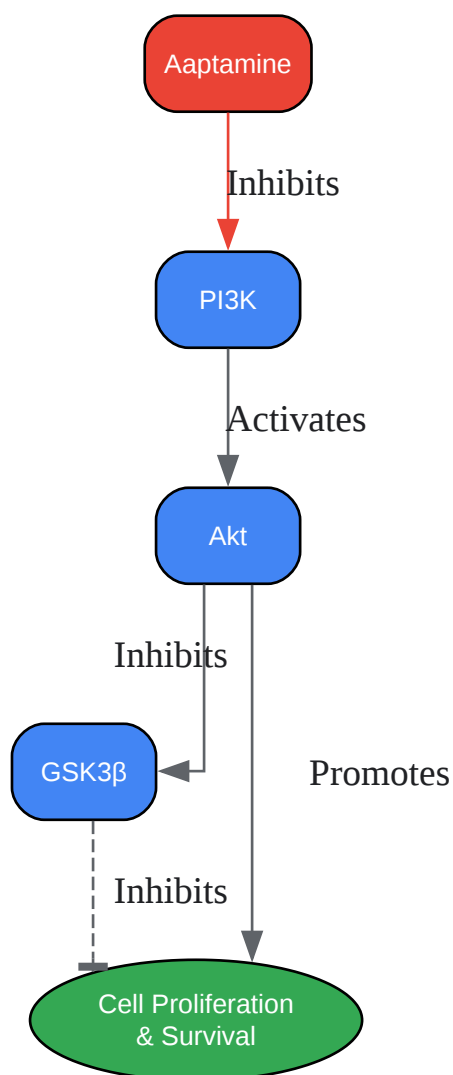 Aaptamine
Inhibits
PI3K
Activates
Akt
Inhibits
GSK3β
Promotes
Inhibits
Cell Proliferation
& Survival